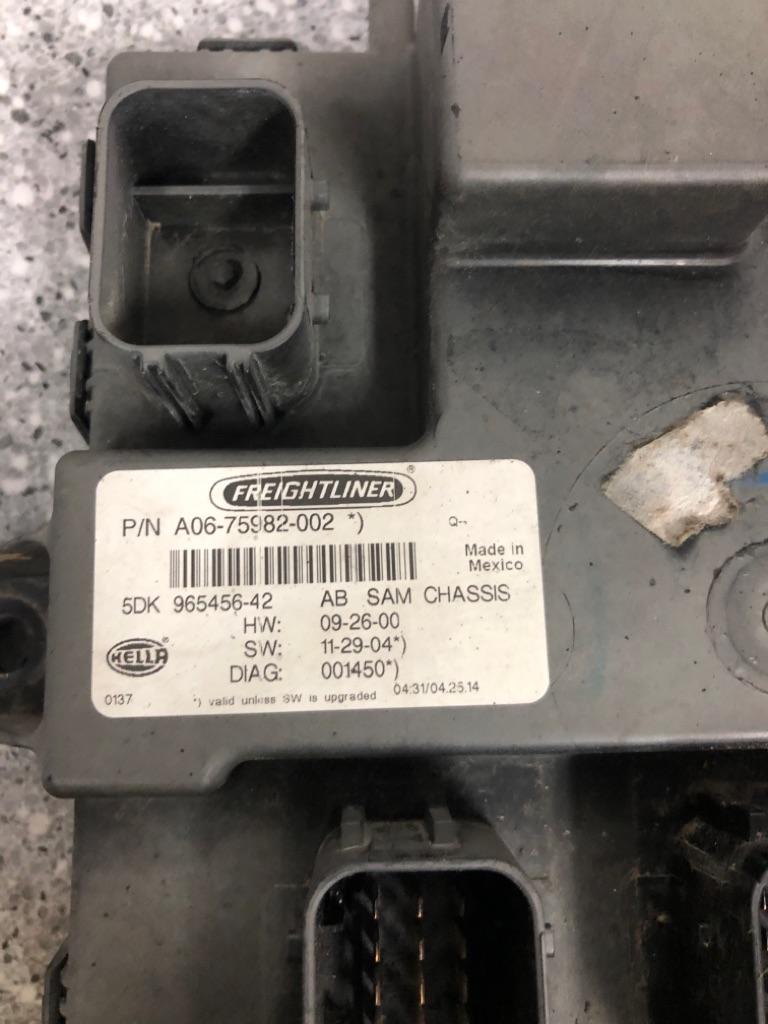 FREIGHTLINER ®
P/N A06-75982-002 *)
Q--
Made in
Mexico
5DK 965456-42 AB SAM CHASSIS
HW: 09-26-00
SW: 11-29-04*)
DIAG: 001450*)
HELLA ®
0137 *) valid unless SW is upgraded 04:31/04.25.14